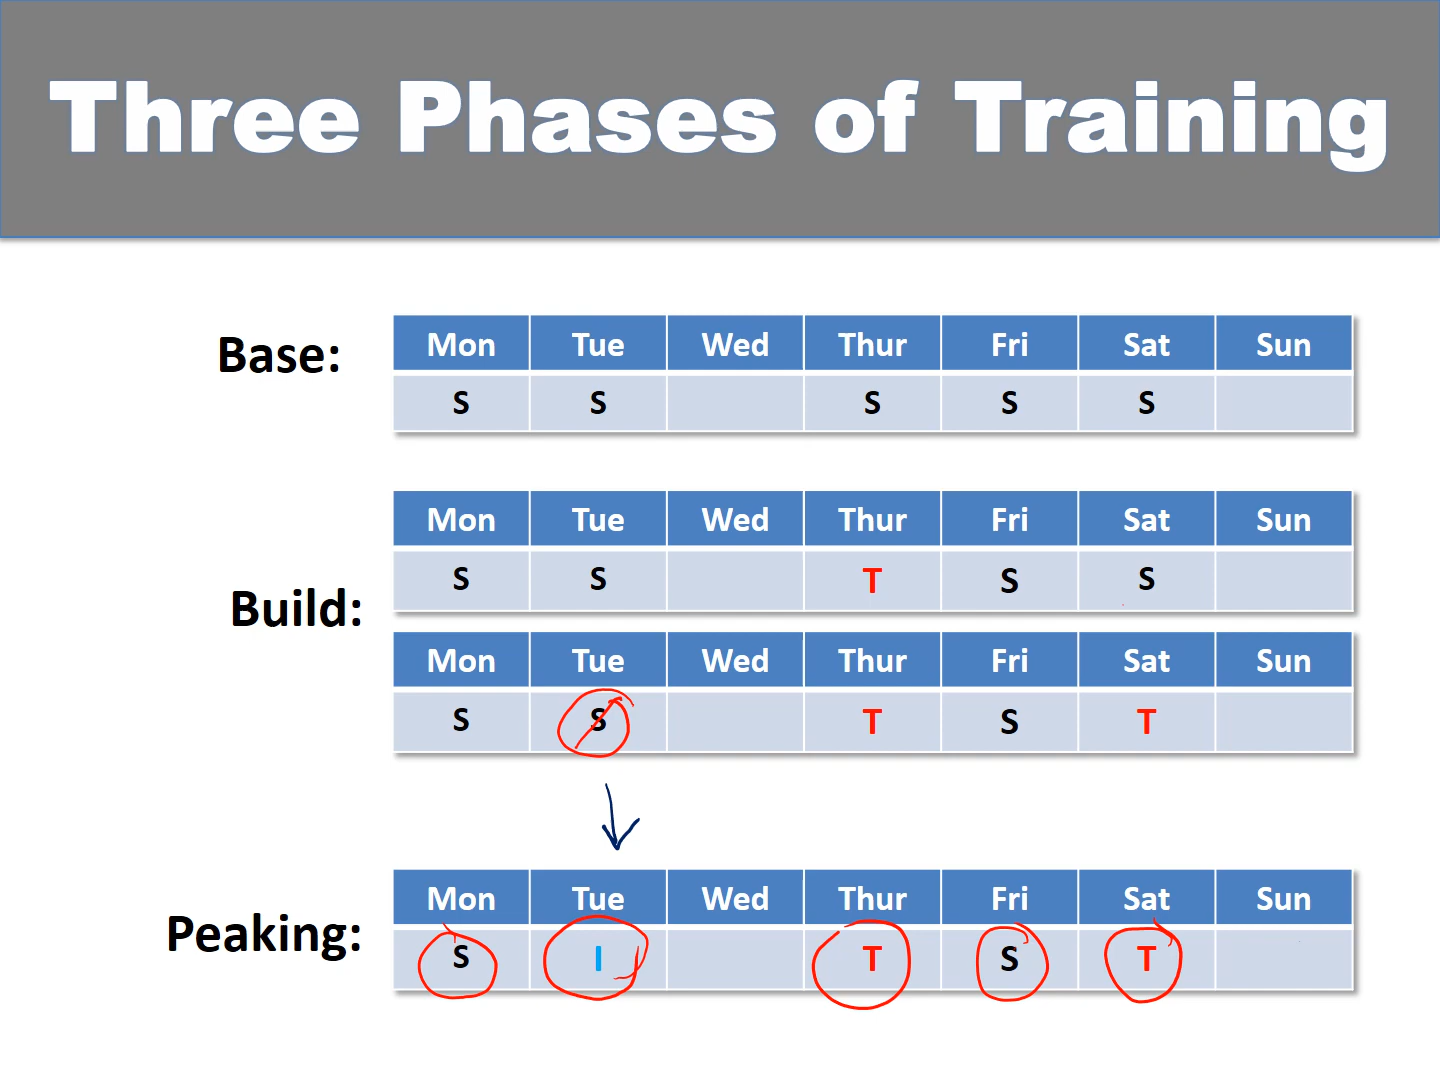 Three Phases of Training
Base:
Mon Tue Wed Thur Fri Sat Sun
S S S S S
Build:
Mon Tue Wed Thur Fri Sat Sun
S S T S S
Mon Tue Wed Thur Fri Sat Sun
S S T S T
Peaking:
Mon Tue Wed Thur Fri Sat Sun
S I T S T